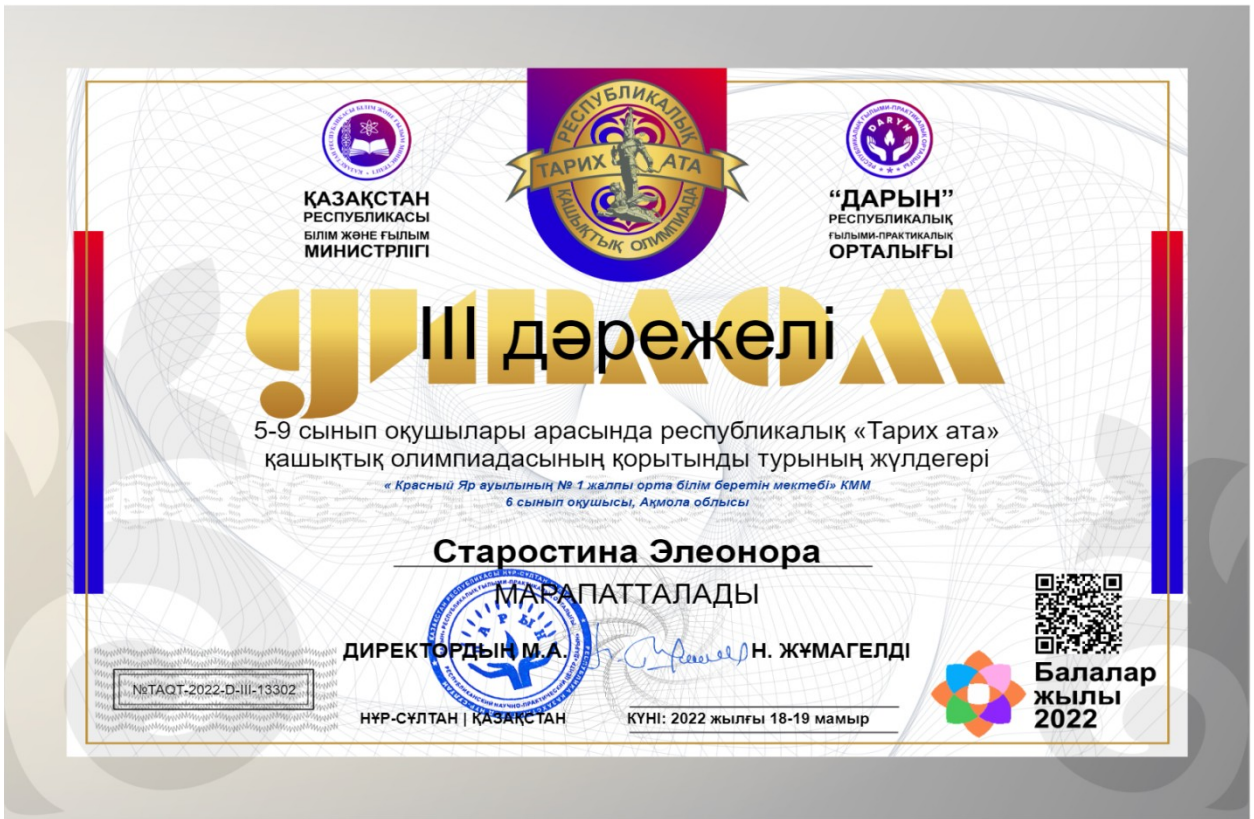 РЕСПУБЛИКАЛЫҚ
ТАРИХ АТА
ҚАШЫҚТЫҚ ОЛИМПИАДА
ҚАЗАҚСТАН
РЕСПУБЛИКАСЫ
БІЛІМ ЖӘНЕ ҒЫЛЫМ
МИНИСТРЛІГІ
DARYN
"ДАРЫН"
РЕСПУБЛИКАЛЫҚ
ҒЫЛЫМИ-ПРАКТИКАЛЫҚ
ОРТАЛЫҒЫ
ДИПЛОМ
III дәрежелі
5-9 сынып оқушылары арасында республикалық «Тарих ата»
қашықтық олимпиадасының қорытынды турының жүлдегері
« Красный Яр ауылының № 1 жалпы орта білім беретін мектебі» КММ
6 сынып оқушысы, Ақмола облысы
Старостина Элеонора
МАРАПАТТАЛАДЫ
ДАРЫН
ДИРЕКТОРДЫҢ М.А. Н. ЖҰМАГЕЛДІ
№TAQT-2022-D-III-13302
НҰР-СҰЛТАН | ҚАЗАҚСТАН
КҮНІ: 2022 жылғы 18-19 мамыр
Балалар
жылы
2022